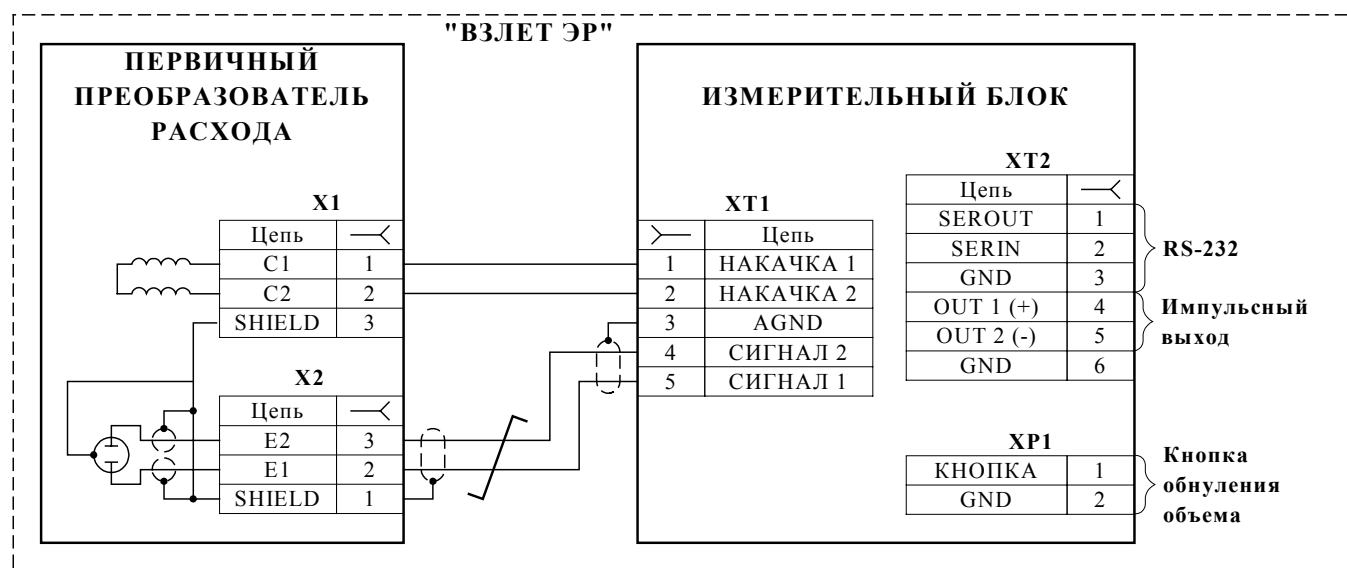 "ВЗЛЕТ ЭР"
ПЕРВИЧНЫЙ
ПРЕОБРАЗОВАТЕЛЬ
РАСХОДА
X1
Цепь
C1 1
C2 2
SHIELD 3
X2
Цепь
E2 3
E1 2
SHIELD 1
ИЗМЕРИТЕЛЬНЫЙ БЛОК
XT1
Цепь
1 НАКАЧКА 1
2 НАКАЧКА 2
3 AGND
4 СИГНАЛ 2
5 СИГНАЛ 1
XT2
Цепь
SEROUT 1
SERIN 2
GND 3
OUT 1 (+) 4
OUT 2 (-) 5
GND 6
RS-232
Импульсный
выход
XP1
КНОПКА 1
GND 2
Кнопка
обнуления
объема